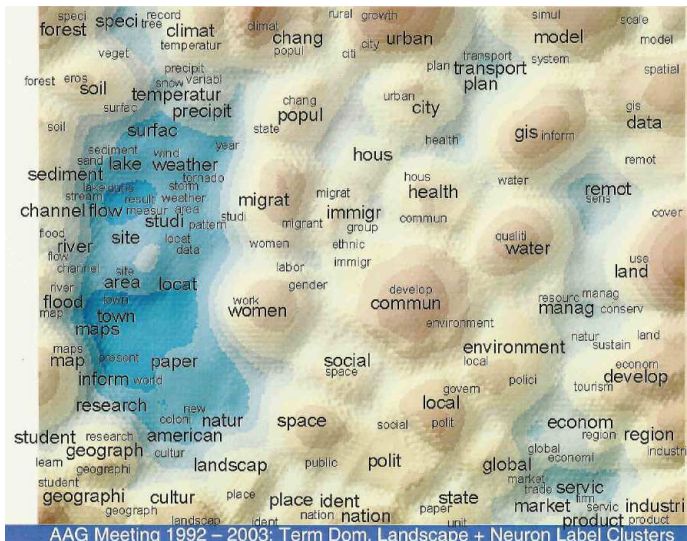 speci record climat rural growth simul scale
forest speci tree climat chang urban model
temperatur popul citi city model
veget transport system
precipit plan transport spatial
forest eros snow variabl plan
soil temperatur chang urban gis
surfac precipit popul city data
soil surfac state gis inform
year health
sediment wind hous remot
sand lake weather
sediment tornado hous water
lake storm migrat health remot
stream result weather migrat sens
channel flow measur area immigr commun cover
studi pattern studi migrant group
flood site locat women ethnic qualiti
river data water use
flow immigr land
channel site labor
river area locat gender develop
flood town work commun resourc manag
map town women manag conserv
maps environment
maps present paper social environment natur land
map space local sustain
inform world polici econom
govern tourism develop
research new local
coloni natur space social polit econom
student research american region region
geograph cultur global
learn geographi landscap public polit global economi industri
student market
geographi cultur place place ident state trade servic
nation paper market firm servic industri
geograph landscap ident nation unit product product
AAG Meeting 1992 – 2003: Term Dom. Landscape + Neuron Label Clusters